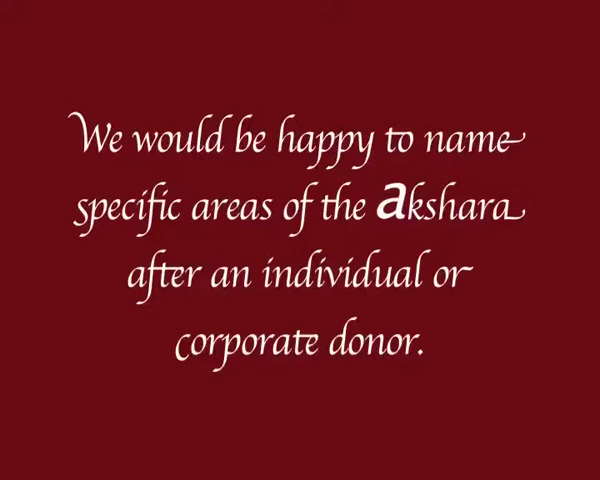 We would be happy to name
specific areas of the akshara
after an individual or
corporate donor.